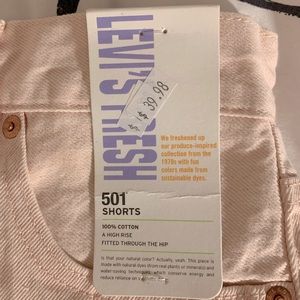 LEVI'S FRESH
$39.98
We freshened up
our produce-inspired
collection from the
1970s with fun
colors made from
sustainable dyes.
501
SHORTS
100% COTTON
A HIGH RISE
FITTED THROUGH THE HIP
Is that your natural color? Actually, yeah. This piece is
made with natural dyes (from real plants or minerals) and
water-saving techniques, which conserve energy and
reduce reliance on